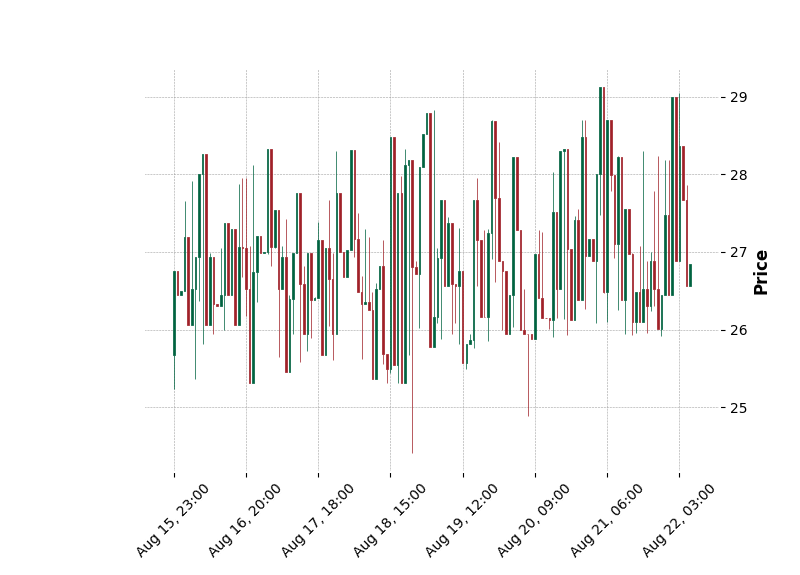 29
28
27
26
25
Price
Aug 15, 23:00
Aug 16, 20:00
Aug 17, 18:00
Aug 18, 15:00
Aug 19, 12:00
Aug 20, 09:00
Aug 21, 06:00
Aug 22, 03:00